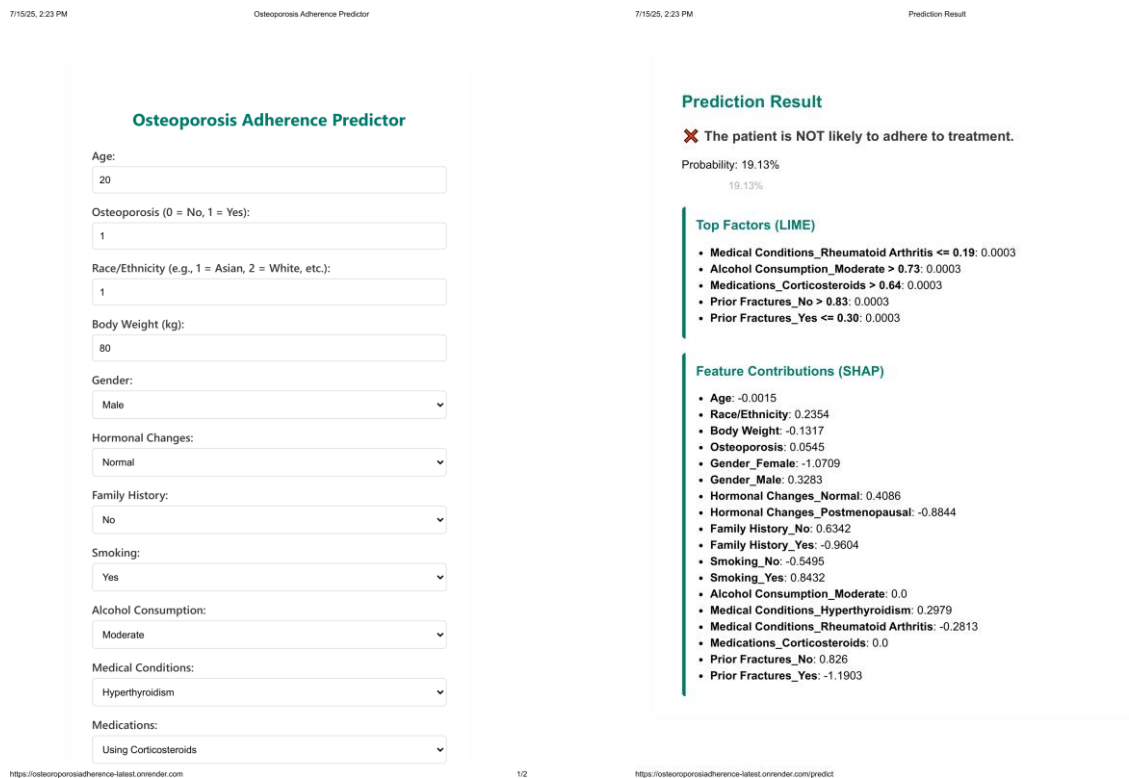 7/15/25, 2:23 PM
Osteoporosis Adherence Predictor
Osteoporosis Adherence Predictor
Age:
20
Osteoporosis (0 = No, 1 = Yes):
1
Race/Ethnicity (e.g., 1 = Asian, 2 = White, etc.):
1
Body Weight (kg):
80
Gender:
Male
Hormonal Changes:
Normal
Family History:
No
Smoking:
Yes
Alcohol Consumption:
Moderate
Medical Conditions:
Hyperthyroidism
Medications:
Using Corticosteroids
https://osteoroporosiadherence-latest.onrender.com
1/2
7/15/25, 2:23 PM
Prediction Result
Prediction Result
❌ The patient is NOT likely to adhere to treatment.
Probability: 19.13%
19.13%
Top Factors (LIME)
• Medical Conditions_Rheumatoid Arthritis <= 0.19: 0.0003
• Alcohol Consumption_Moderate > 0.73: 0.0003
• Medications_Corticosteroids > 0.64: 0.0003
• Prior Fractures_No > 0.83: 0.0003
• Prior Fractures_Yes <= 0.30: 0.0003
Feature Contributions (SHAP)
• Age: -0.0015
• Race/Ethnicity: 0.2354
• Body Weight: -0.1317
• Osteoporosis: 0.0545
• Gender_Female: -1.0709
• Gender_Male: 0.3283
• Hormonal Changes_Normal: 0.4086
• Hormonal Changes_Postmenopausal: -0.8844
• Family History_No: 0.6342
• Family History_Yes: -0.9604
• Smoking_No: -0.5495
• Smoking_Yes: 0.8432
• Alcohol Consumption_Moderate: 0.0
• Medical Conditions_Hyperthyroidism: 0.2979
• Medical Conditions_Rheumatoid Arthritis: -0.2813
• Medications_Corticosteroids: 0.0
• Prior Fractures_No: 0.826
• Prior Fractures_Yes: -1.1903
https://osteoroporosiadherence-latest.onrender.com/predict